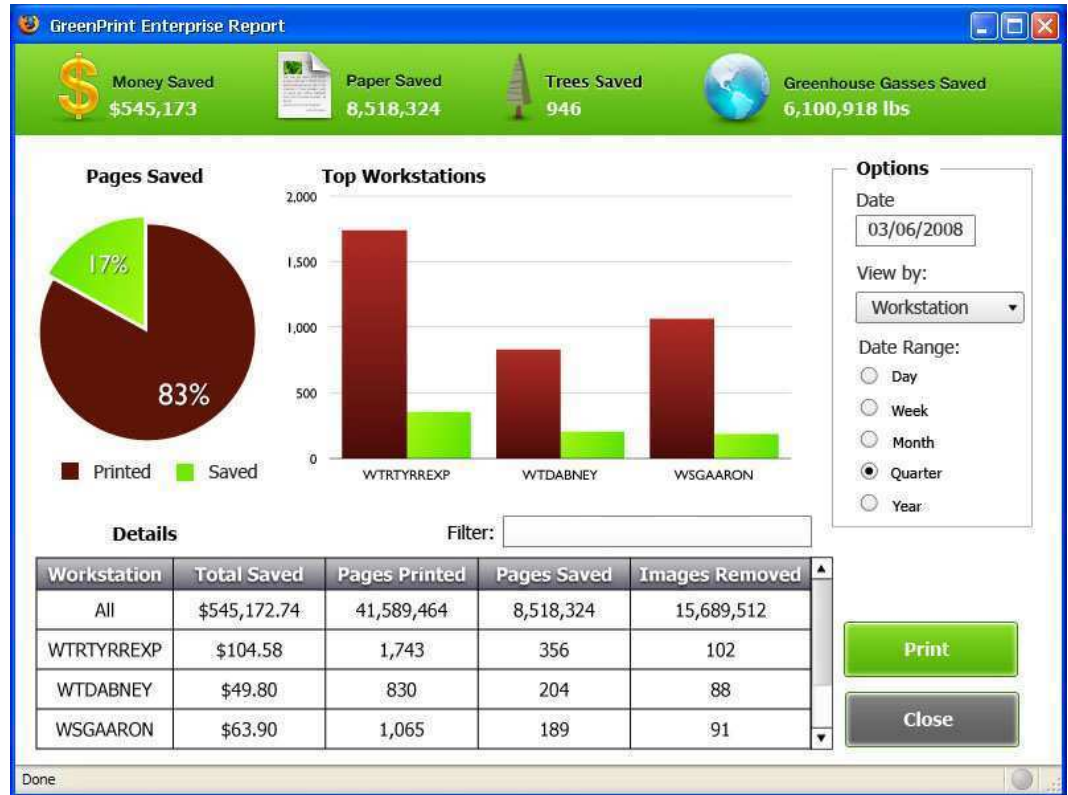 GreenPrint Enterprise Report
Money Saved
$545,173
Paper Saved
8,518,324
Trees Saved
946
Greenhouse Gasses Saved
6,100,918 lbs
Pages Saved
17%
83%
Printed
Saved
Top Workstations
2,000
1,500
1,000
500
0
WTRTYRREXP
WTDABNEY
WSGAARON
Options
Date
03/06/2008
View by:
Workstation
Date Range:
Day
Week
Month
Quarter
Year
Details
Filter:
Workstation Total Saved Pages Printed Pages Saved Images Removed
All $545,172.74 41,589,464 8,518,324 15,689,512
WTRTYRREXP $104.58 1,743 356 102
WTDABNEY $49.80 830 204 88
WSGAARON $63.90 1,065 189 91
Print
Close
Done